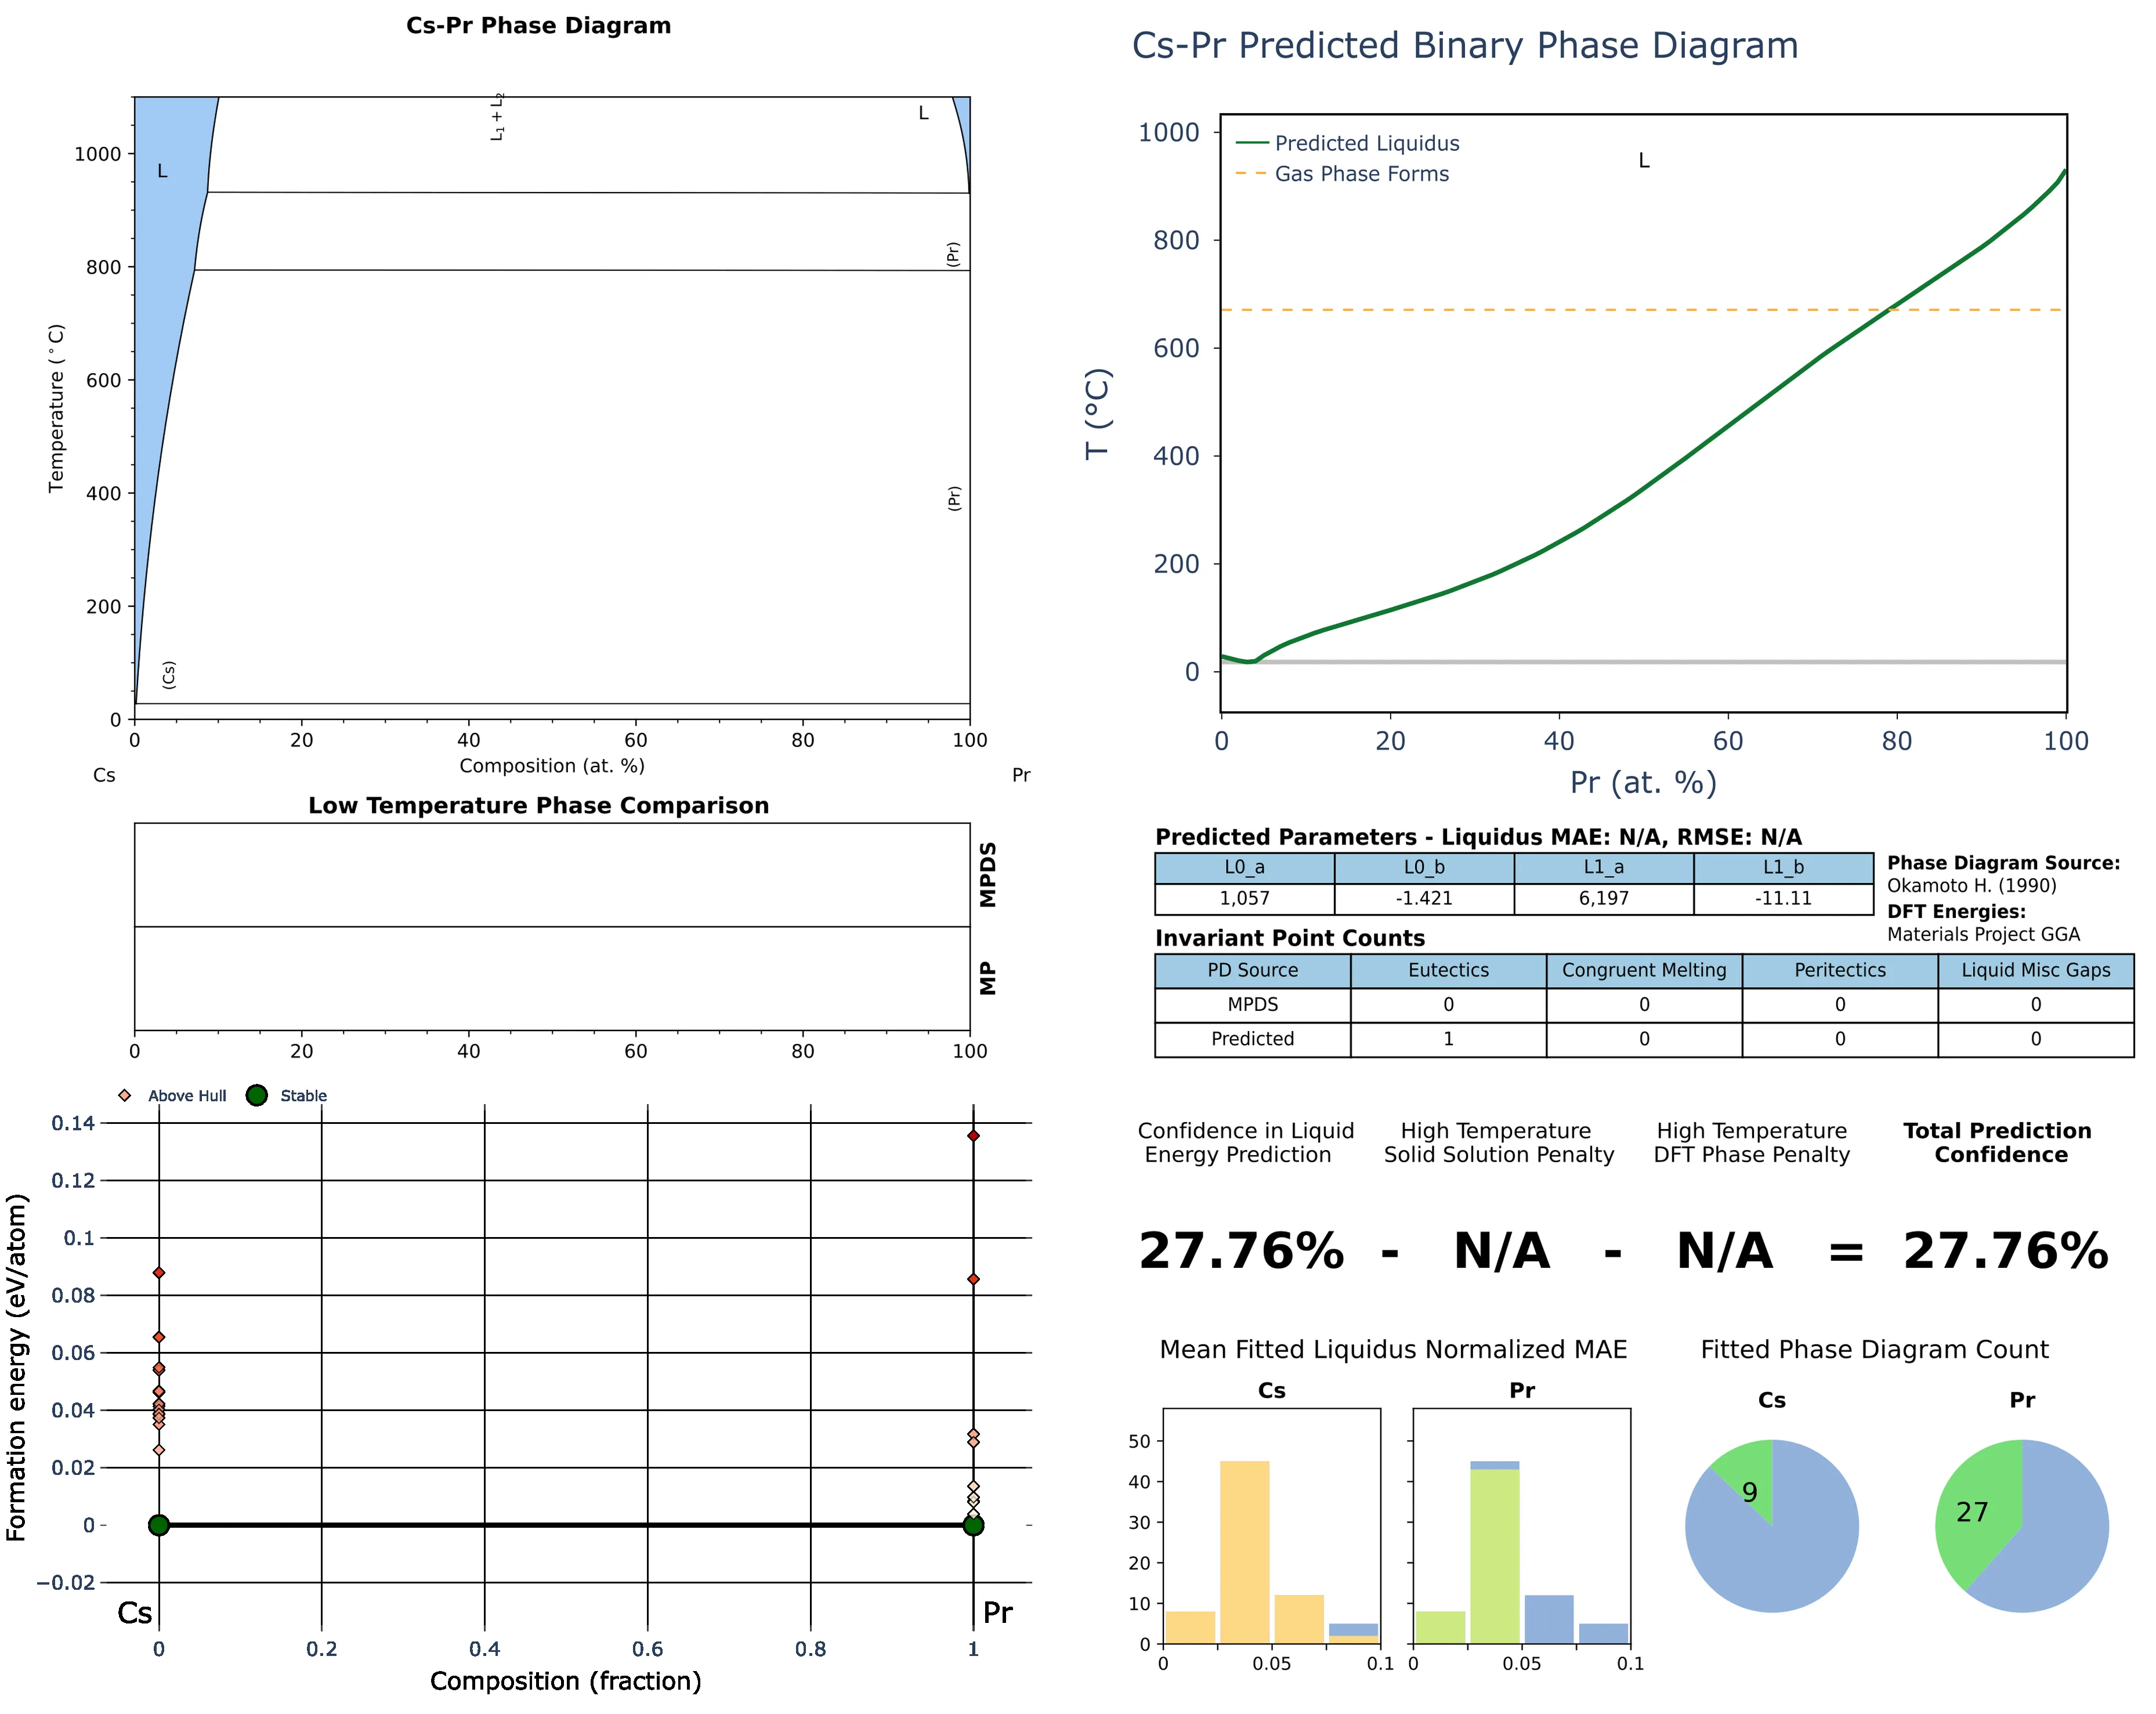 Cs-Pr Phase Diagram
L₁ + L₂
L
L
(Pr)
(Pr)
(Cs)
1000
800
600
400
200
0
Temperature (°C)
0 20 40 60 80 100
Composition (at. %)
Cs Pr
Low Temperature Phase Comparison
MPDS
MP
0 20 40 60 80 100
Above Hull Stable
0.14
0.12
0.1
0.08
0.06
0.04
0.02
0
−0.02
Formation energy (eV/atom)
Cs Pr
0 0.2 0.4 0.6 0.8 1
Composition (fraction)
Cs-Pr Predicted Binary Phase Diagram
Predicted Liquidus
Gas Phase Forms
L
1000
800
600
400
200
0
T (°C)
0 20 40 60 80 100
Pr (at. %)
Predicted Parameters - Liquidus MAE: N/A, RMSE: N/A
L0_a L0_b L1_a L1_b
1,057 -1.421 6,197 -11.11
Phase Diagram Source:
Okamoto H. (1990)
DFT Energies:
Materials Project GGA
Invariant Point Counts
PD Source Eutectics Congruent Melting Peritectics Liquid Misc Gaps
MPDS 0 0 0 0
Predicted 1 0 0 0
Confidence in Liquid
Energy Prediction
High Temperature
Solid Solution Penalty
High Temperature
DFT Phase Penalty
Total Prediction
Confidence
27.76% - N/A - N/A = 27.76%
Mean Fitted Liquidus Normalized MAE
Cs Pr
50
40
30
20
10
0
0 0.05 0.1
0 0.05 0.1
Fitted Phase Diagram Count
Cs Pr
9 27